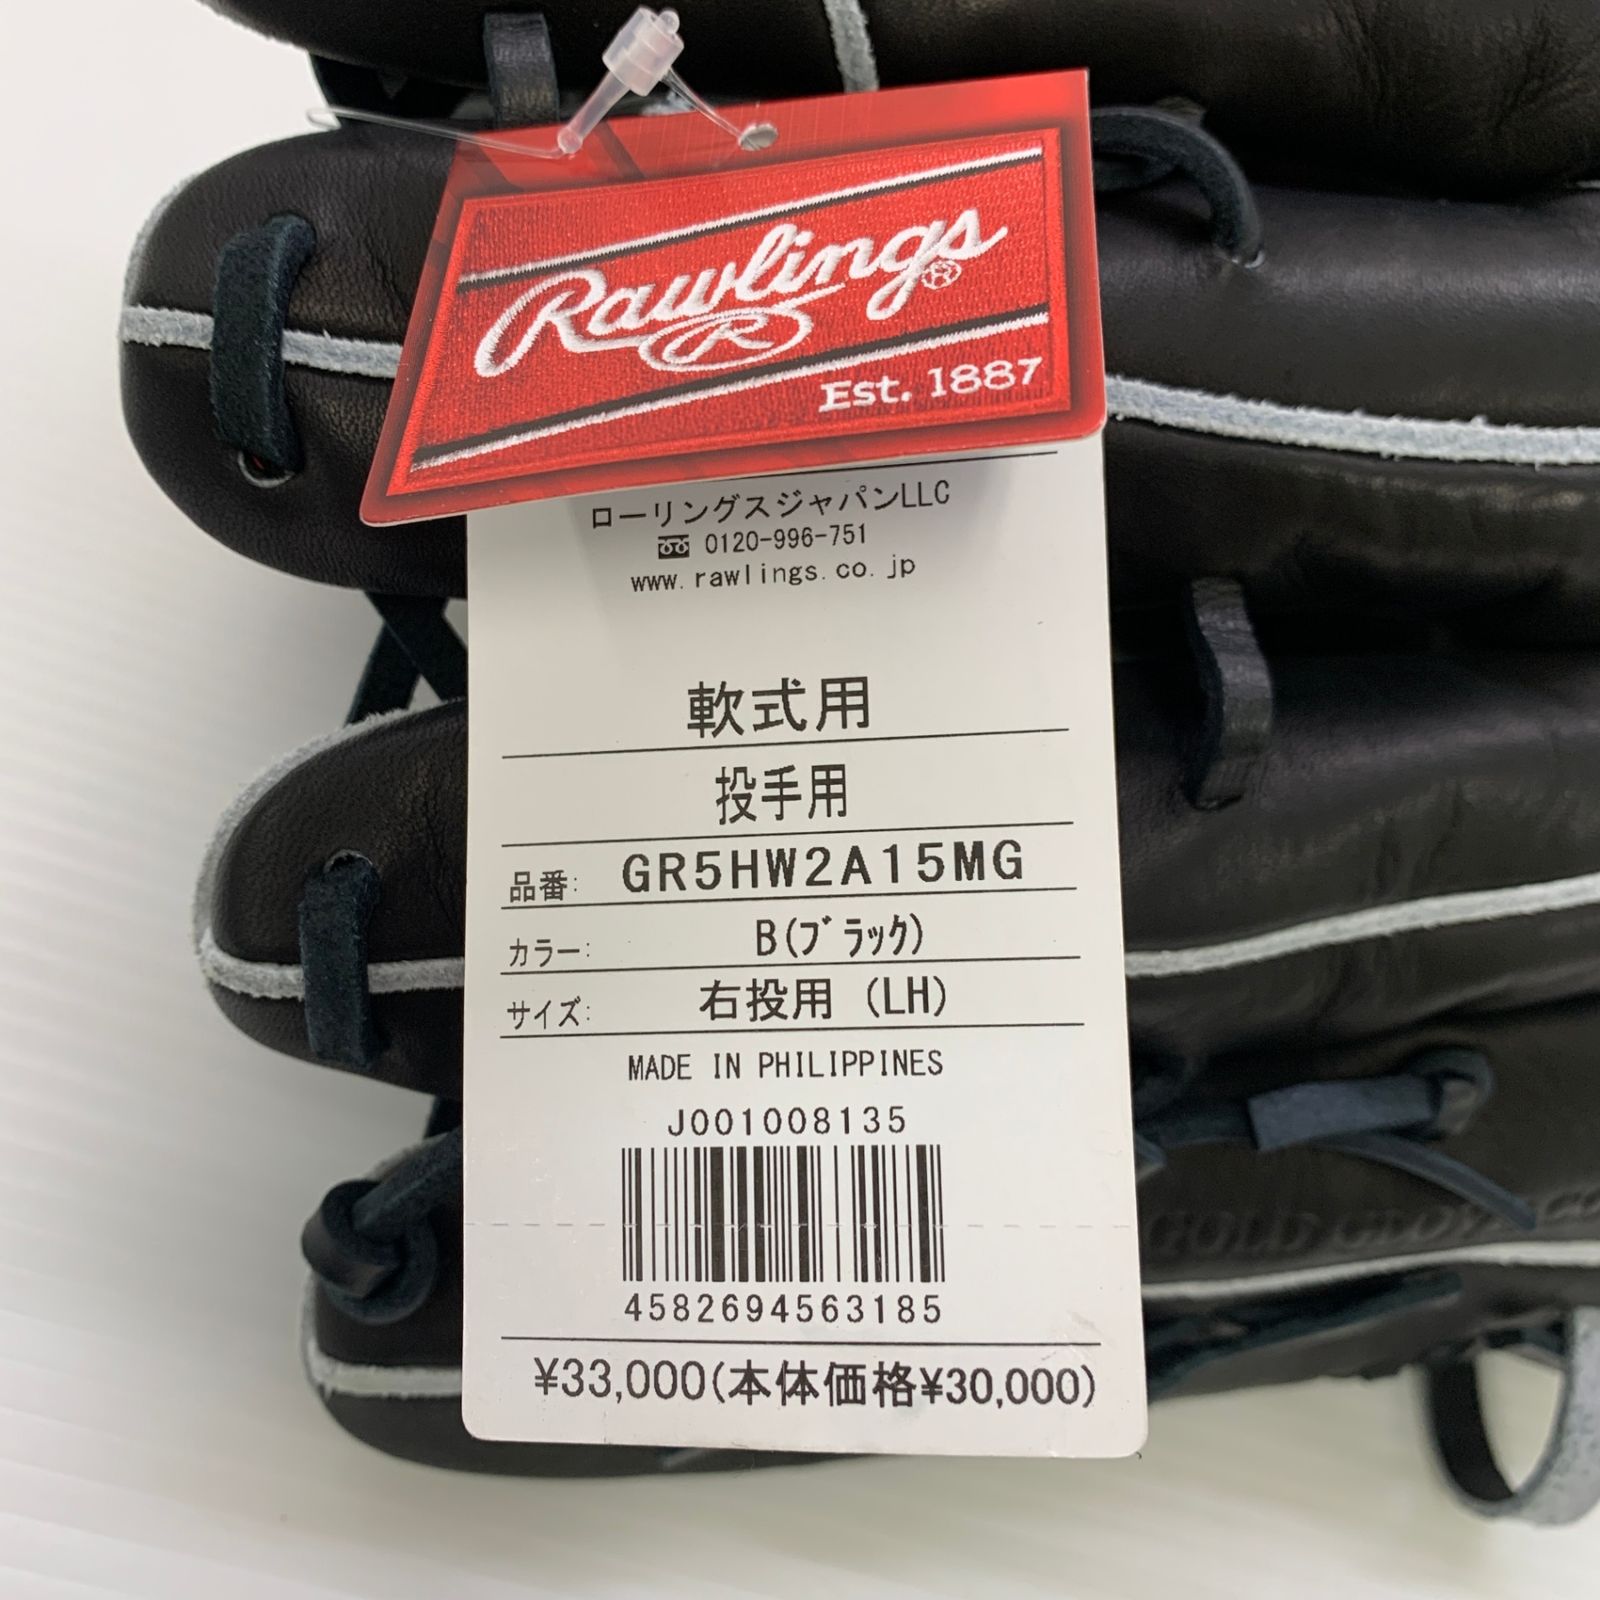 Rawlings®
R
Est. 1887
ローリングスジャパンLLC
0120-996-751
www.rawlings.co.jp
軟式用
投手用
品番: GR5HW2A15MG
カラー: B(ﾌﾞﾗｯｸ)
サイズ: 右投用 (LH)
MADE IN PHILIPPINES
J001008135
4582694563185
¥33,000(本体価格¥30,000)
GOLD GLOVE CO